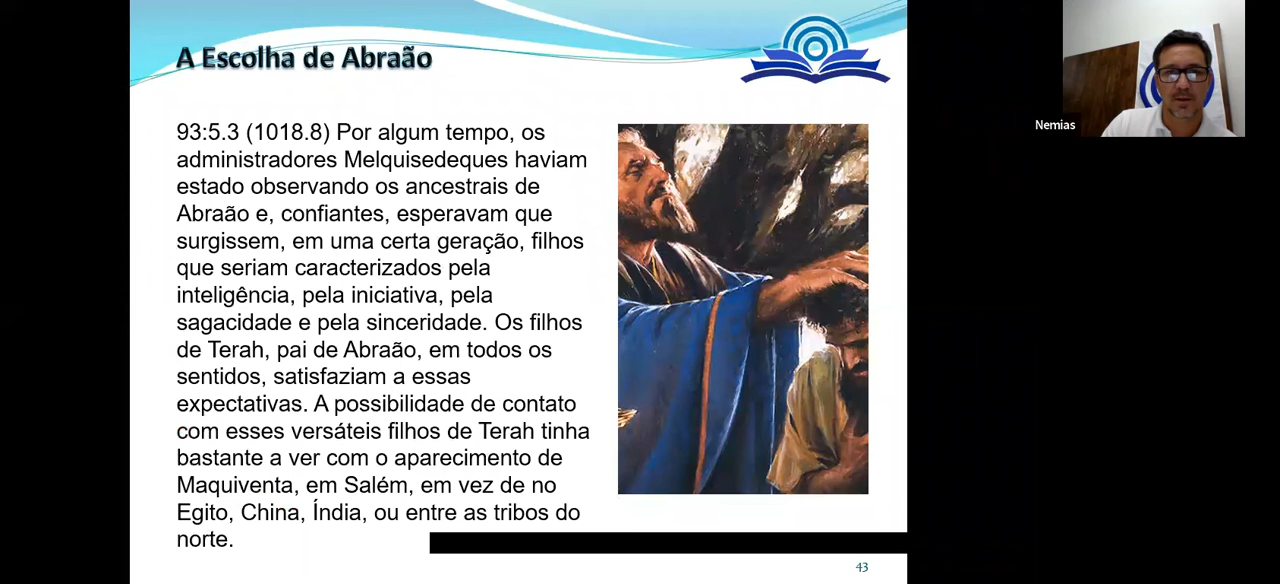 A Escolha de Abraão
93:5.3 (1018.8) Por algum tempo, os
administradores Melquisedeques haviam
estado observando os ancestrais de
Abraão e, confiantes, esperavam que
surgissem, em uma certa geração, filhos
que seriam caracterizados pela
inteligência, pela iniciativa, pela
sagacidade e pela sinceridade. Os filhos
de Terah, pai de Abraão, em todos os
sentidos, satisfaziam a essas
expectativas. A possibilidade de contato
com esses versáteis filhos de Terah tinha
bastante a ver com o aparecimento de
Maquiventa, em Salém, em vez de no
Egito, China, Índia, ou entre as tribos do
norte.
43
Nemias